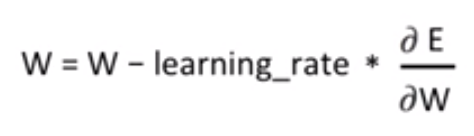 W = W – learning_rate * ∂E/∂W